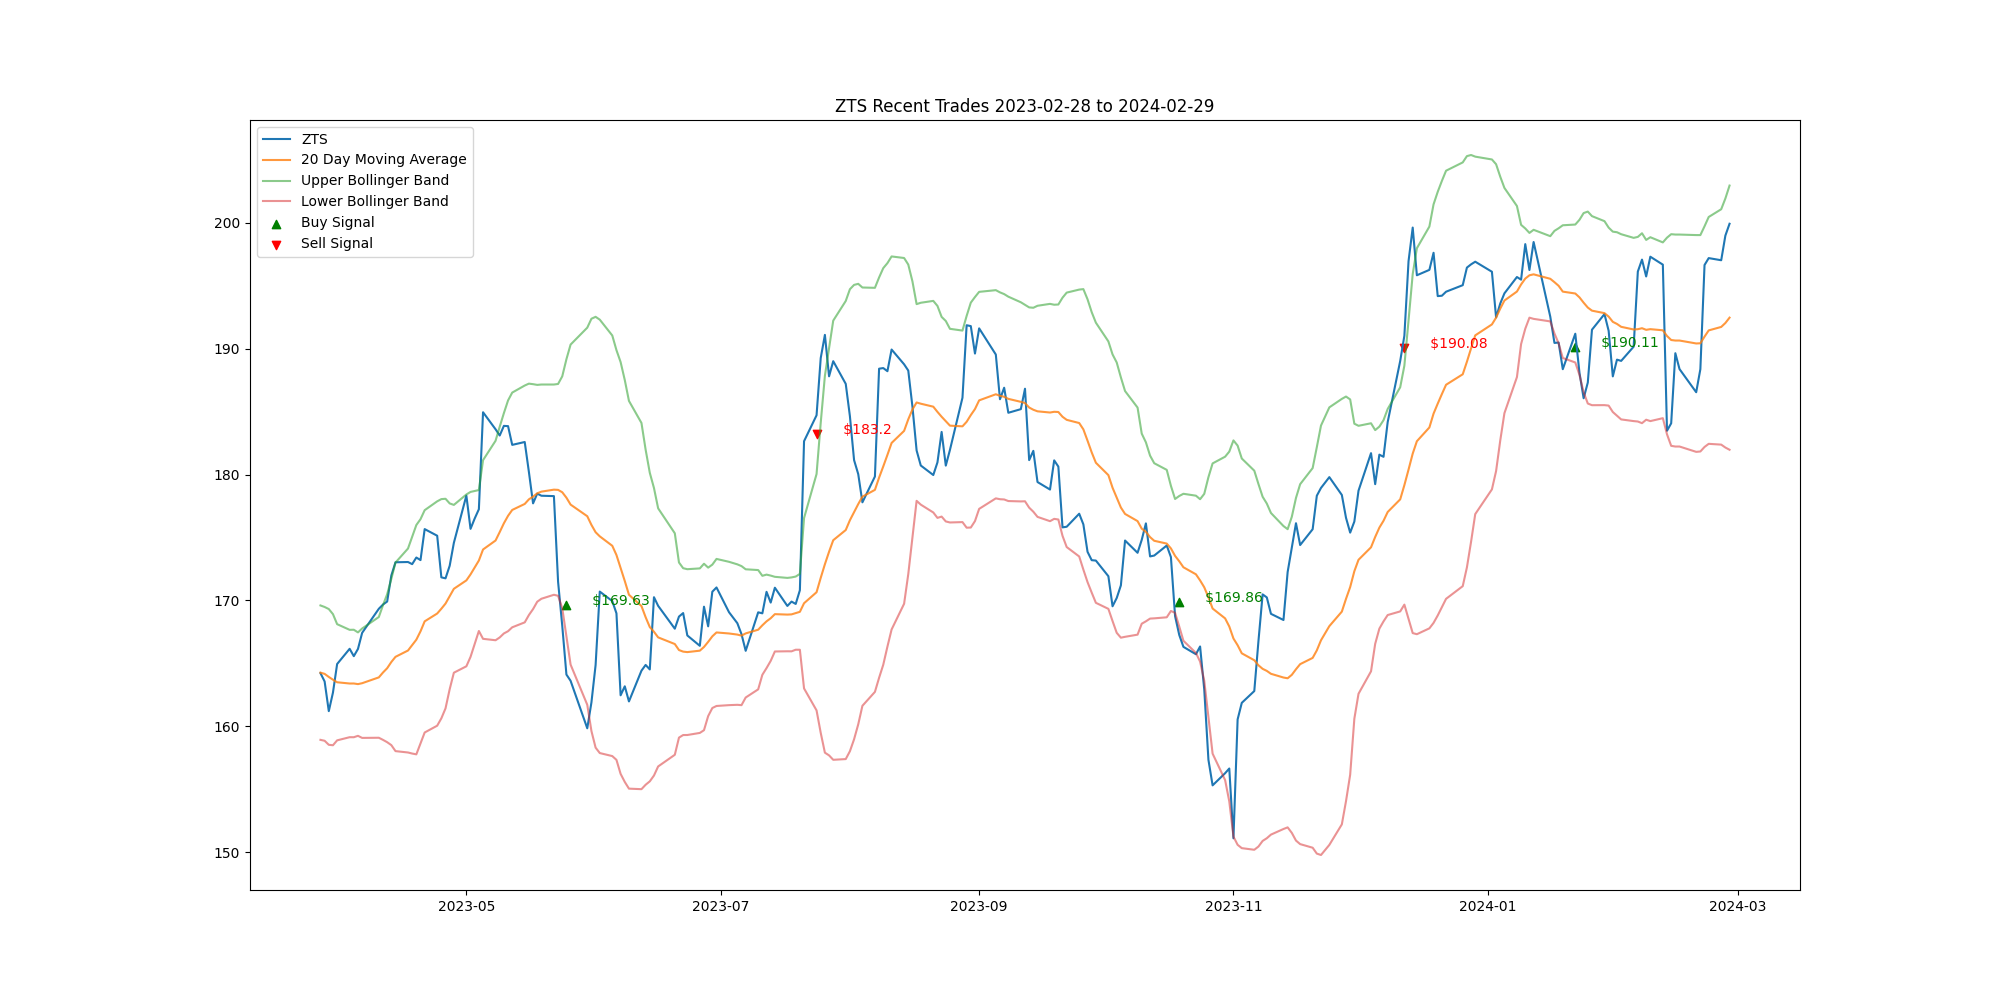 ZTS Recent Trades 2023-02-28 to 2024-02-29
ZTS
20 Day Moving Average
Upper Bollinger Band
Lower Bollinger Band
Buy Signal
Sell Signal
200
190
180
170
160
150
$169.63
$183.2
$169.86
$190.08
$190.11
2023-05
2023-07
2023-09
2023-11
2024-01
2024-03